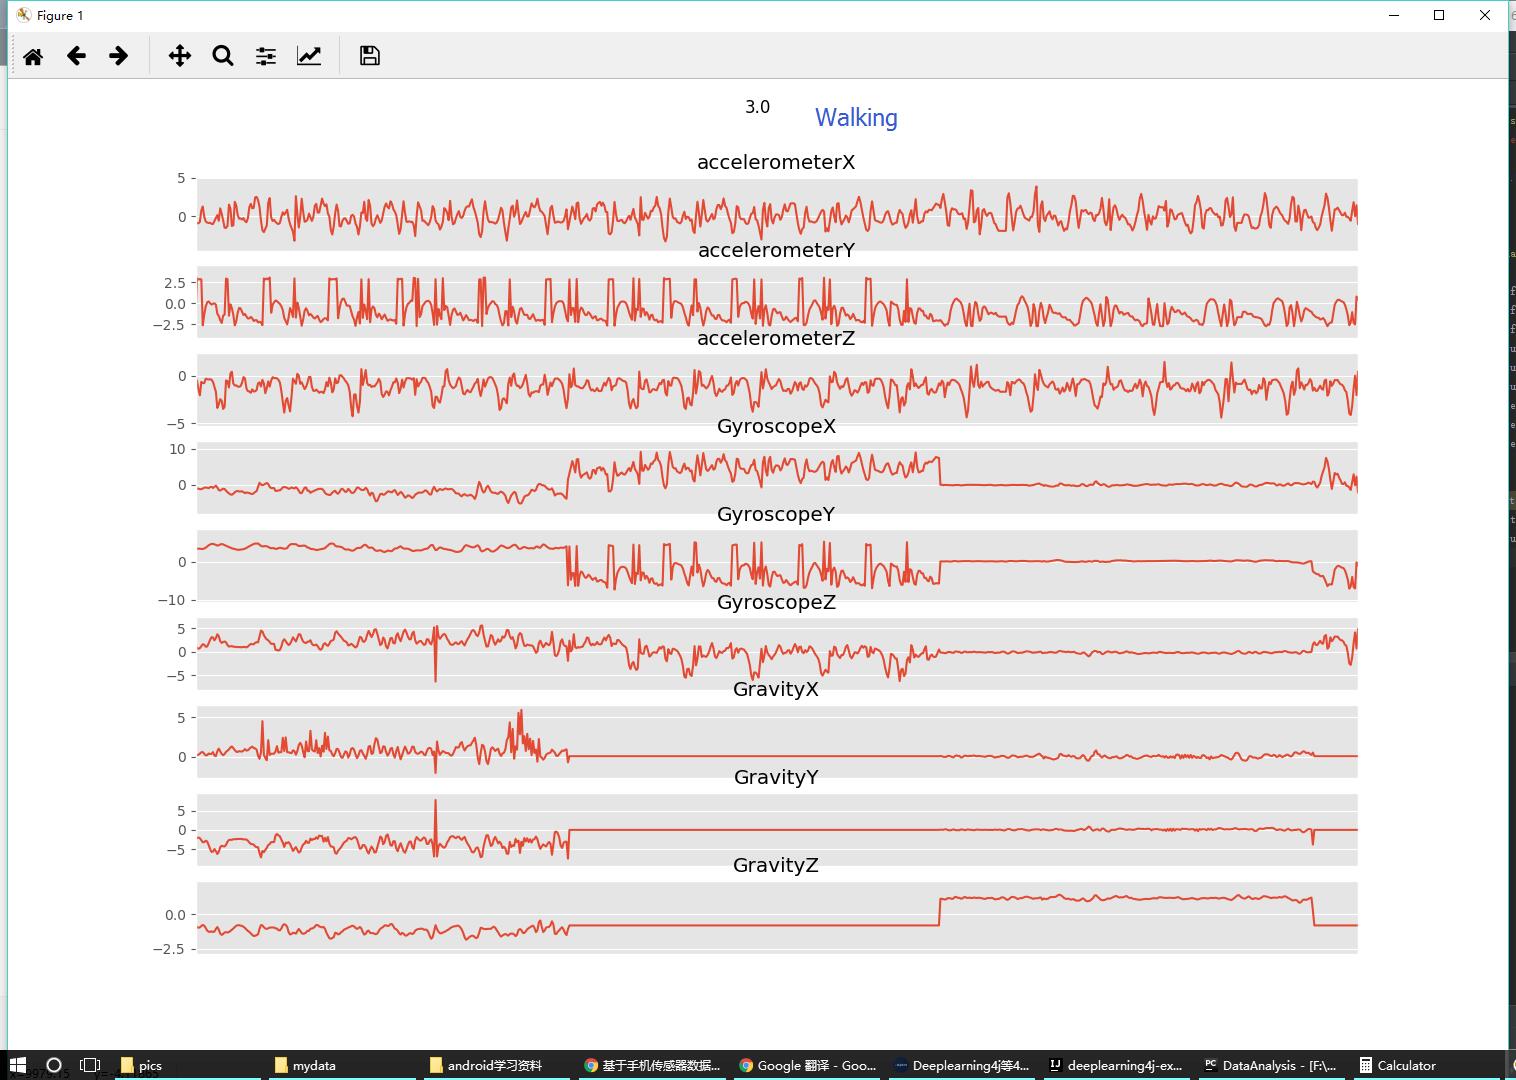 Figure 1
3.0
Walking
accelerometerX
5
0
accelerometerY
2.5
0.0
−2.5
accelerometerZ
0
−5
GyroscopeX
10
0
GyroscopeY
0
−10
GyroscopeZ
5
0
−5
GravityX
5
0
GravityY
5
0
−5
GravityZ
0.0
−2.5
pics
mydata
android学习资料
基于手机传感器数据...
Google 翻译 - Goo...
Deeplearning4j等4...
deeplearning4j-ex...
DataAnalysis - [F:\...
Calculator